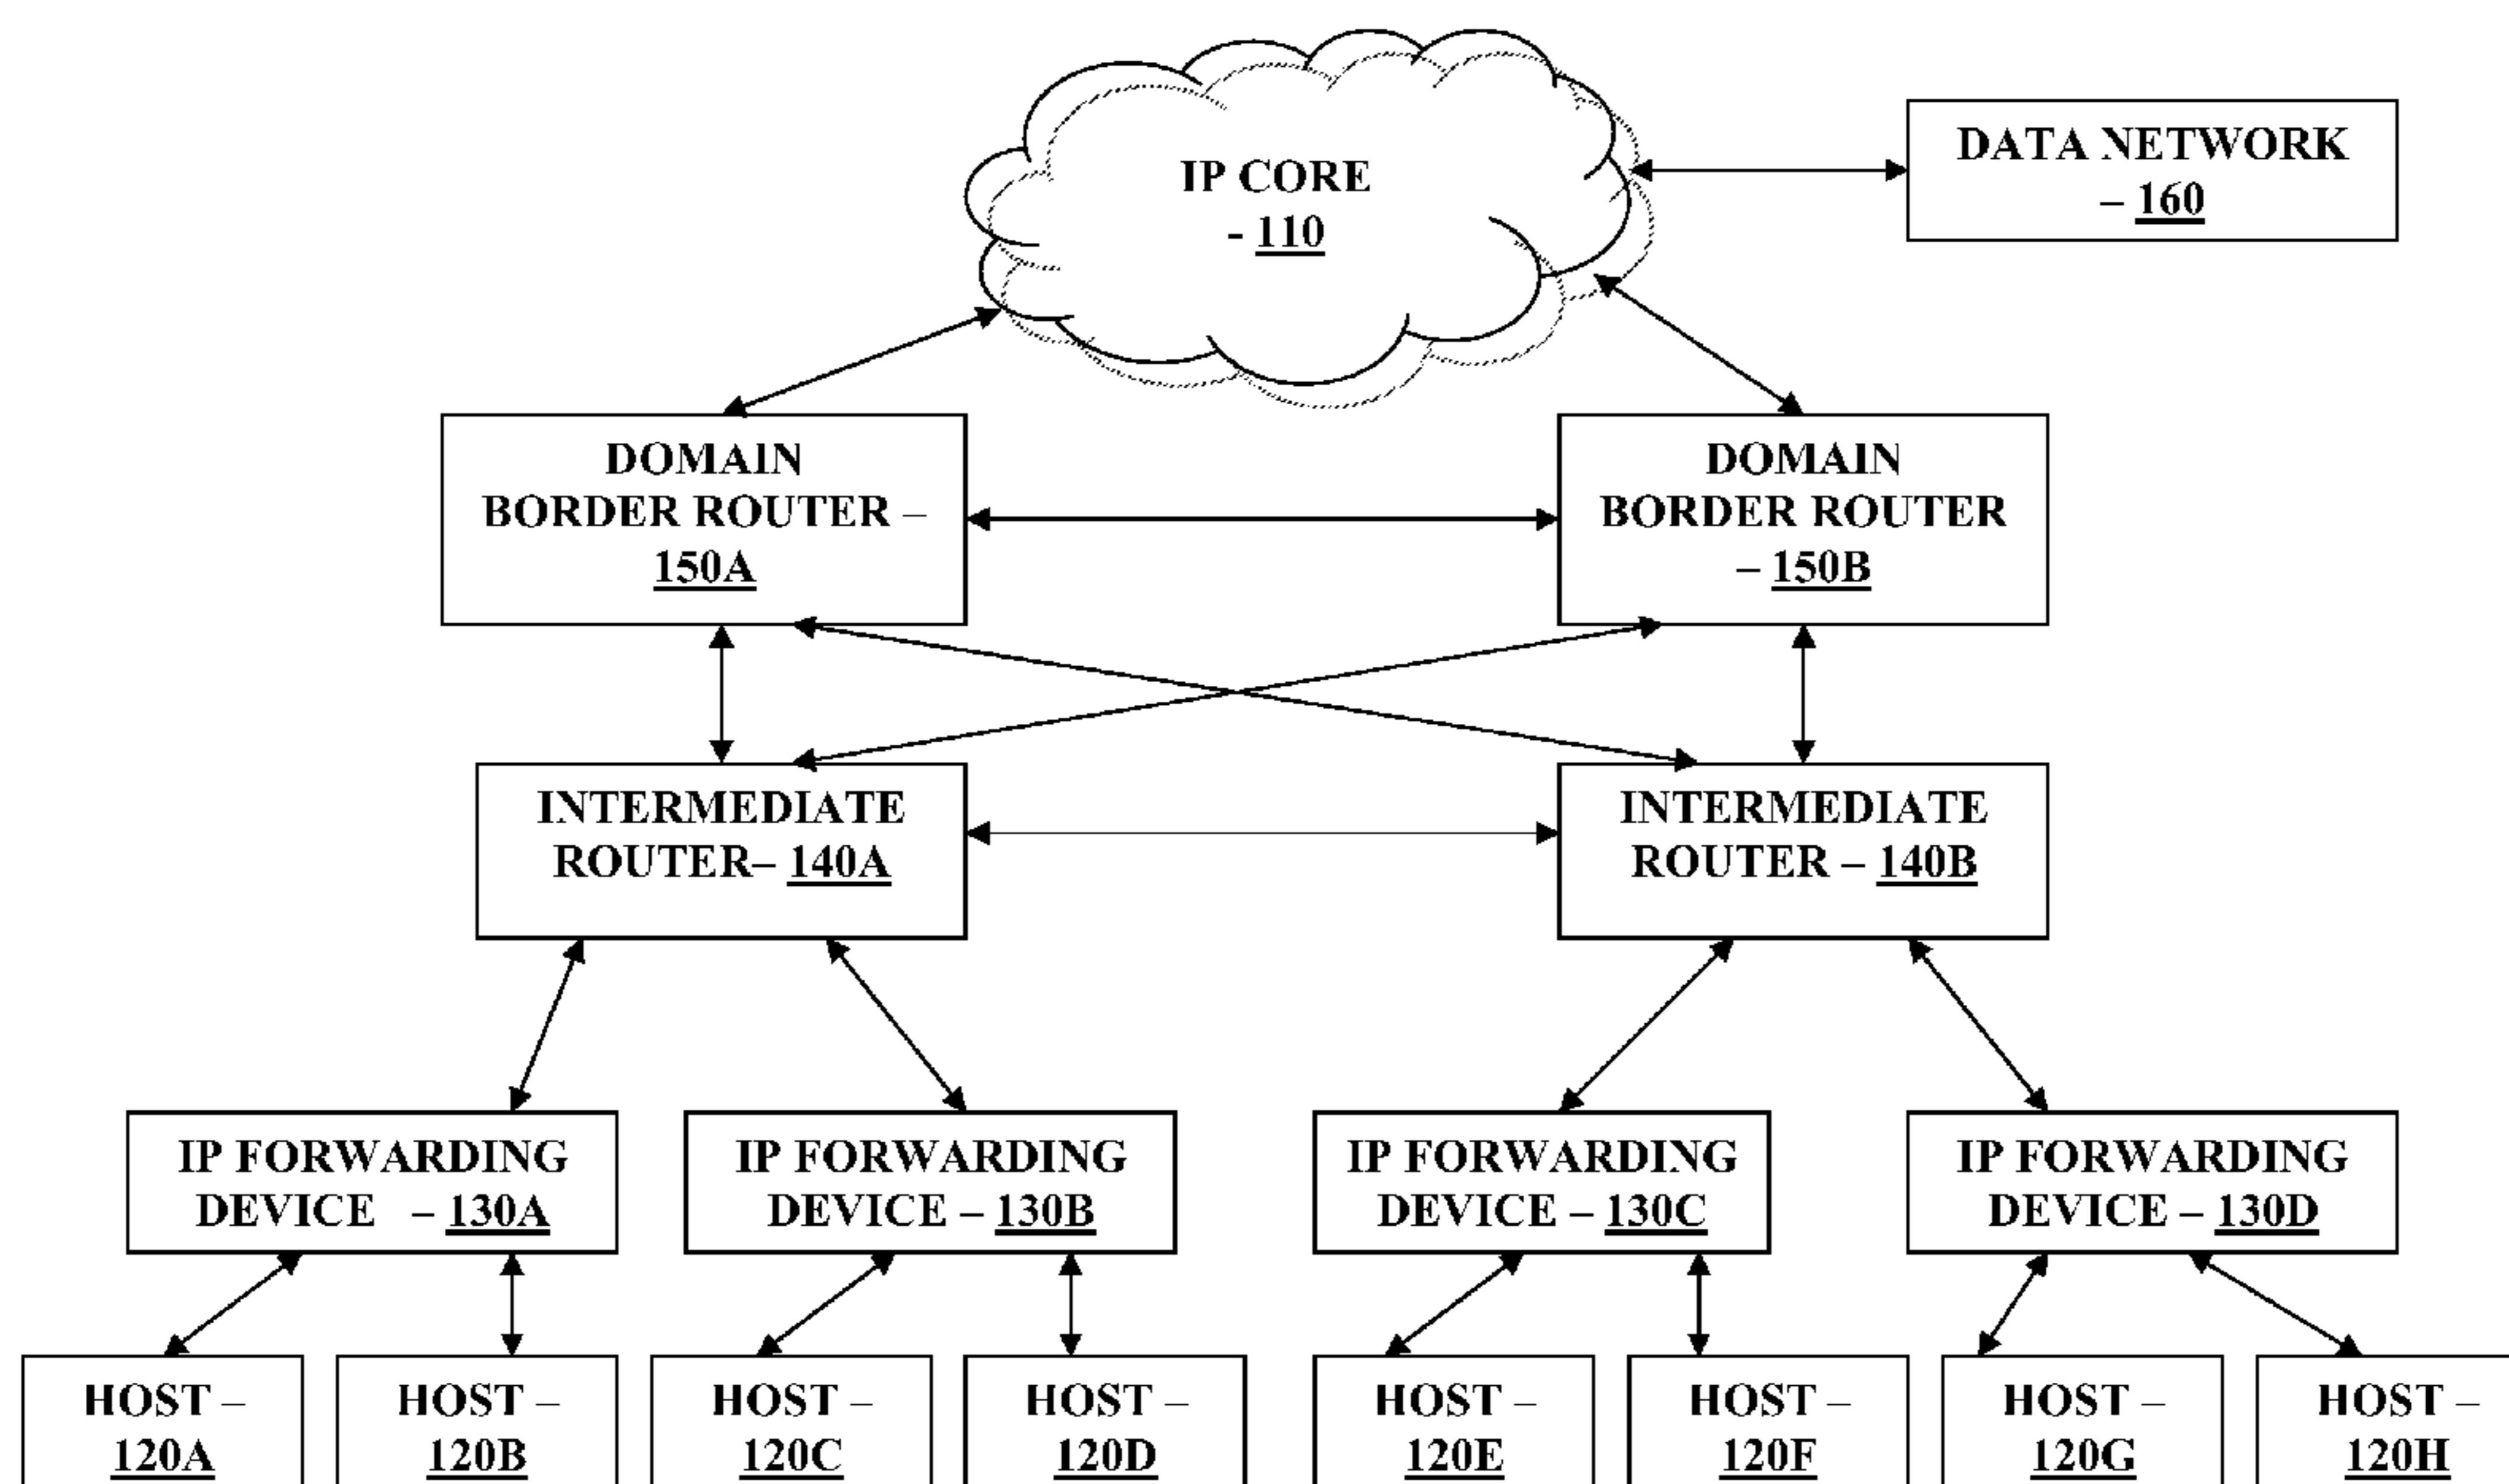 IP CORE
- 110
DATA NETWORK
– 160
DOMAIN
BORDER ROUTER –
150A
DOMAIN
BORDER ROUTER
– 150B
INTERMEDIATE
ROUTER– 140A
INTERMEDIATE
ROUTER – 140B
IP FORWARDING
DEVICE – 130A
IP FORWARDING
DEVICE – 130B
IP FORWARDING
DEVICE – 130C
IP FORWARDING
DEVICE – 130D
HOST –
120A
HOST –
120B
HOST –
120C
HOST –
120D
HOST –
120E
HOST –
120F
HOST –
120G
HOST –
120H